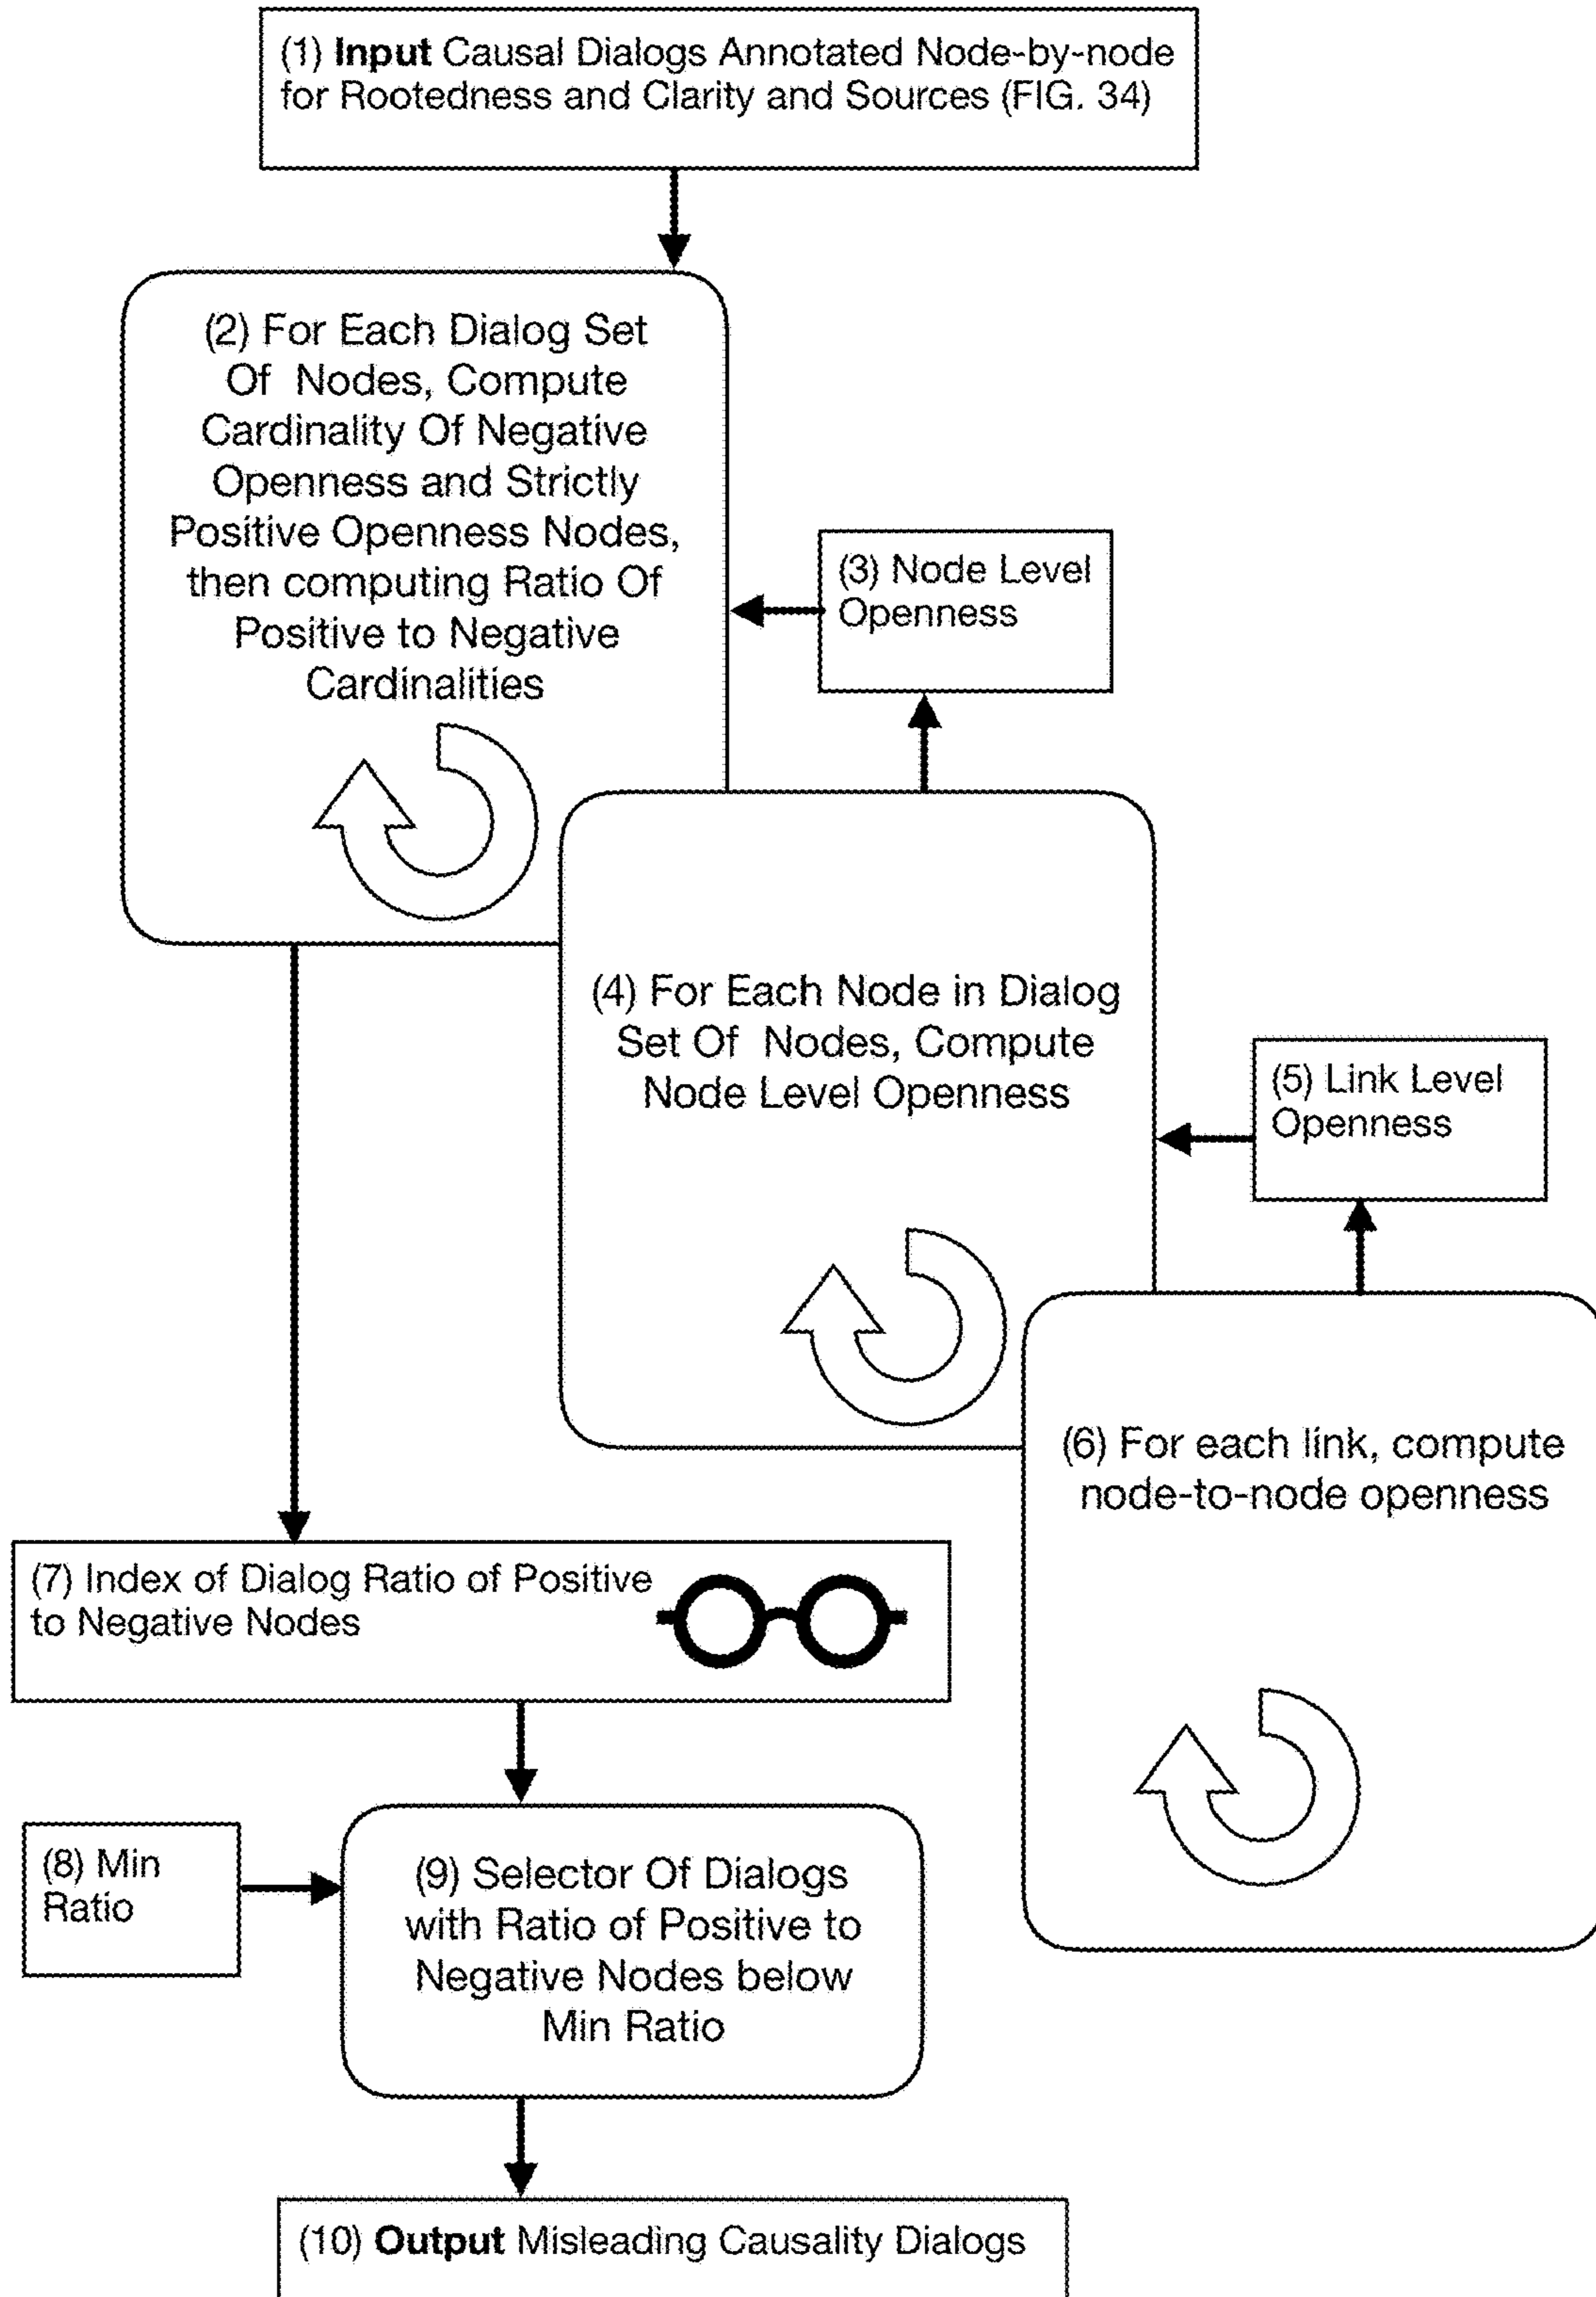 (1) Input Causal Dialogs Annotated Node-by-node
for Rootedness and Clarity and Sources (FIG. 34)
(2) For Each Dialog Set
Of Nodes, Compute
Cardinality Of Negative
Openness and Strictly
Positive Openness Nodes,
then computing Ratio Of
Positive to Negative
Cardinalities
(3) Node Level
Openness
(4) For Each Node in Dialog
Set Of Nodes, Compute
Node Level Openness
(5) Link Level
Openness
(6) For each link, compute
node-to-node openness
(7) Index of Dialog Ratio of Positive
to Negative Nodes
(8) Min
Ratio
(9) Selector Of Dialogs
with Ratio of Positive to
Negative Nodes below
Min Ratio
(10) Output Misleading Causality Dialogs